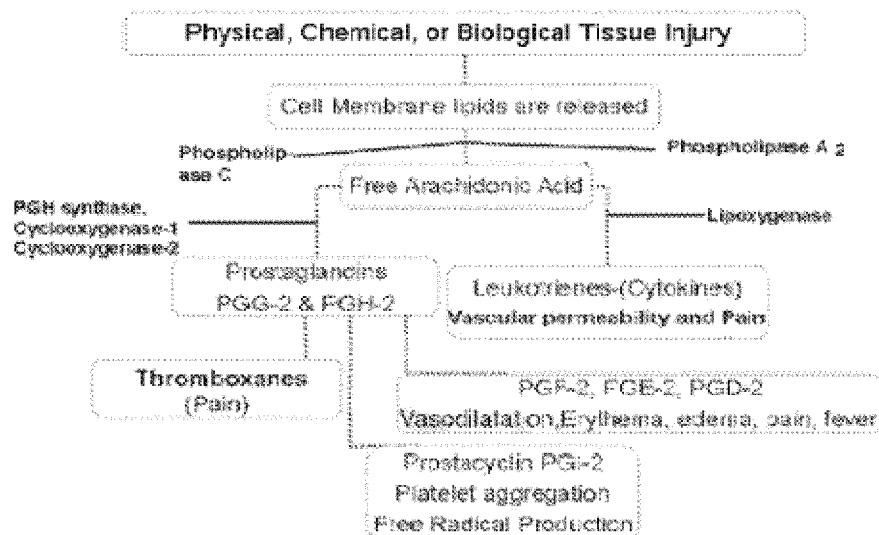 Physical, Chemical, or Biological Tissue Injury
Cell Membrane lipids are released
Phospholip
ase C
Phospholipase A 2
Free Arachidonic Acid
PGH synthase,
Cyclooxygenase-1
Cyclooxygenase-2
Lipoxygenase
Prostaglandins
PGG-2 & PGH-2
Leukotrienes-(Cytokines)
Vascular permeability and Pain
Thromboxanes
(Pain)
PGF-2, PGE-2, PGD-2
Vasodilatation,Erythema, edema, pain, fever
Prostacyclin PGI-2
Platelet aggregation
Free Radical Production